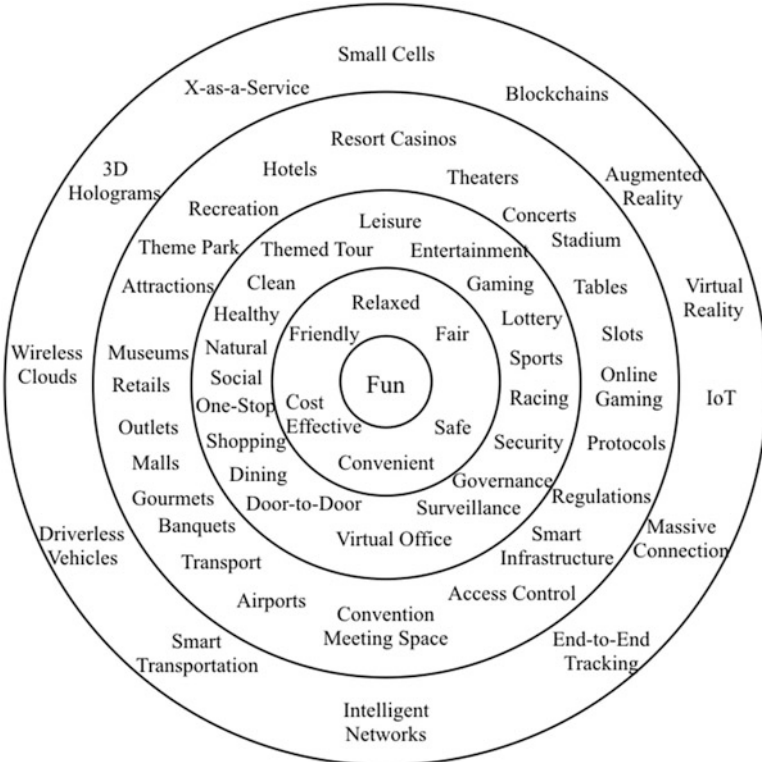 Small Cells
X-as-a-Service
Blockchains
Resort Casinos
Hotels
Theaters
3D
Holograms
Augmented
Reality
Recreation
Leisure
Concerts
Stadium
Theme Park
Themed Tour
Entertainment
Attractions
Clean
Gaming
Tables
Virtual
Reality
Healthy
Relaxed
Lottery
Friendly
Fair
Slots
Wireless
Clouds
Museums
Natural
Sports
Retails
Social
Fun
Online
Gaming
One-Stop
Cost
Effective
Racing
IoT
Outlets
Shopping
Safe
Security
Protocols
Malls
Dining
Convenient
Governance
Gourmets
Banquets
Door-to-Door
Surveillance
Regulations
Driverless
Vehicles
Virtual Office
Smart
Infrastructure
Massive
Connection
Transport
Airports
Convention
Meeting Space
Access Control
Smart
Transportation
End-to-End
Tracking
Intelligent
Networks